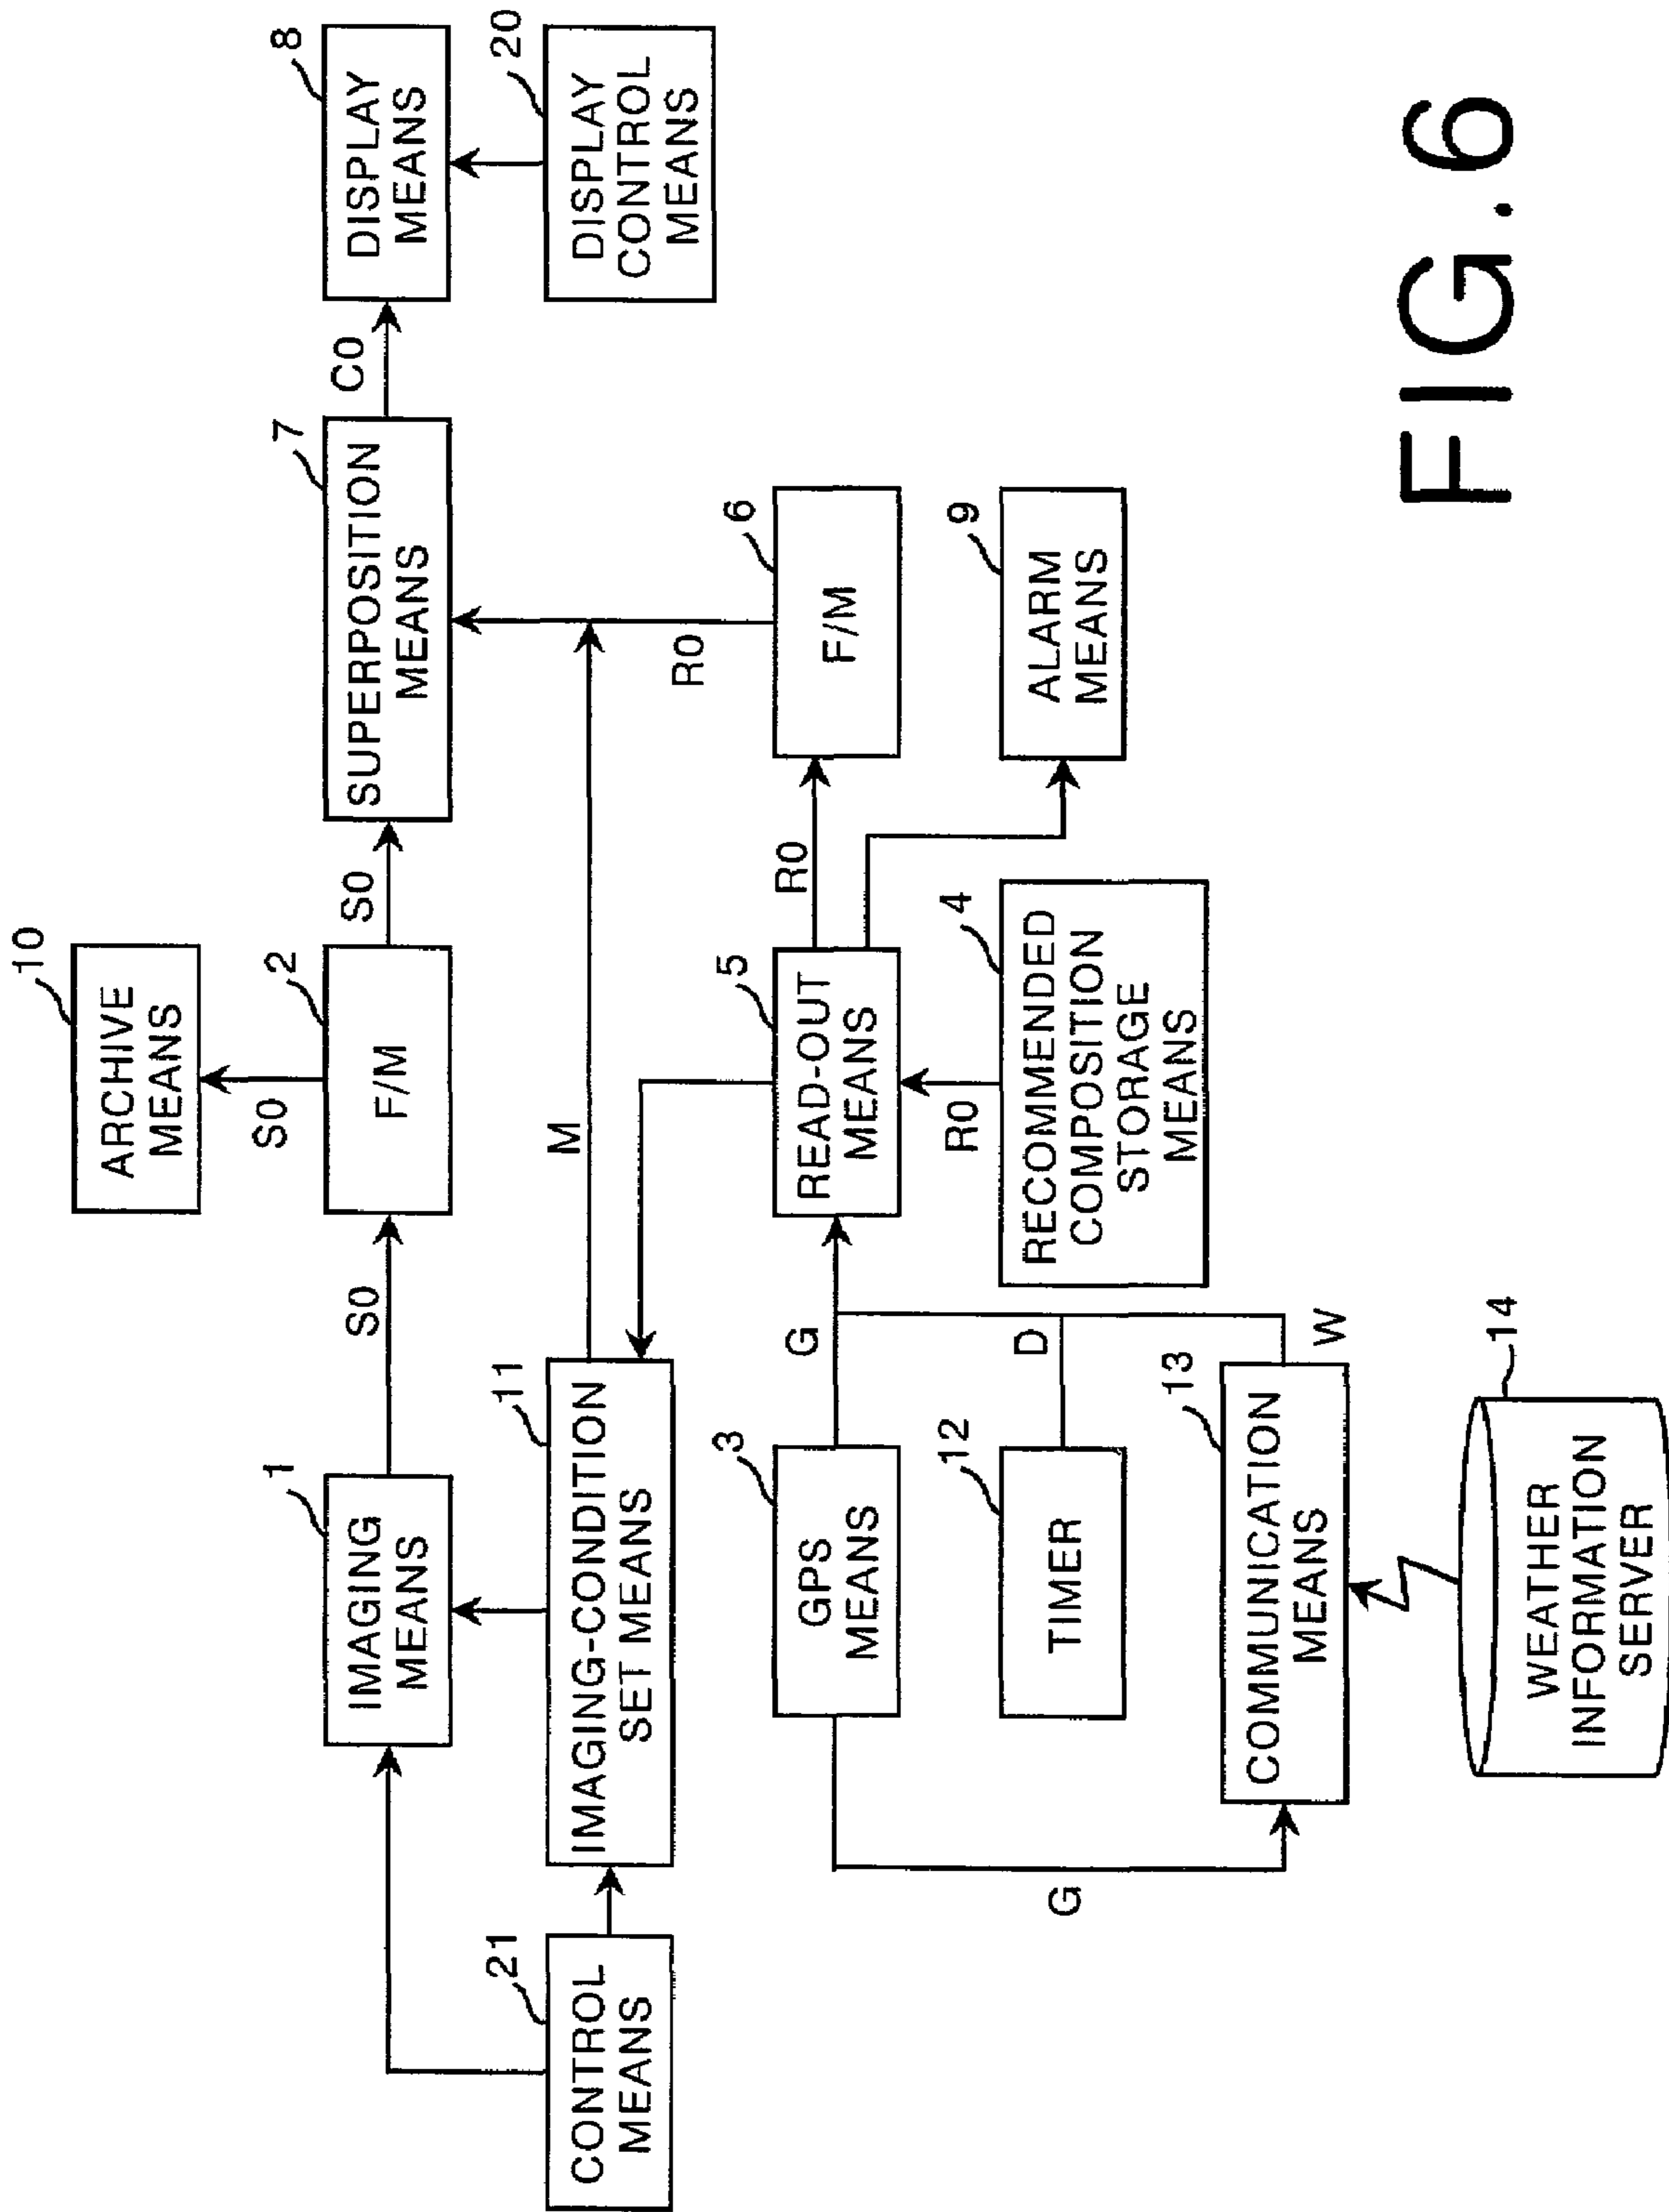 10
ARCHIVE
MEANS
S0
1
IMAGING
MEANS
S0
2
F/M
S0
7
SUPERPOSITION
MEANS
C0
8
DISPLAY
MEANS
21
CONTROL
MEANS
11
IMAGING-CONDITION
SET MEANS
M
20
DISPLAY
CONTROL
MEANS
R0
3
GPS
MEANS
G
5
READ-OUT
MEANS
R0
6
F/M
G
12
TIMER
D
R0
4
RECOMMENDED
COMPOSITION
STORAGE
MEANS
9
ALARM
MEANS
13
COMMUNICATION
MEANS
W
14
WEATHER
INFORMATION
SERVER
FIG.6